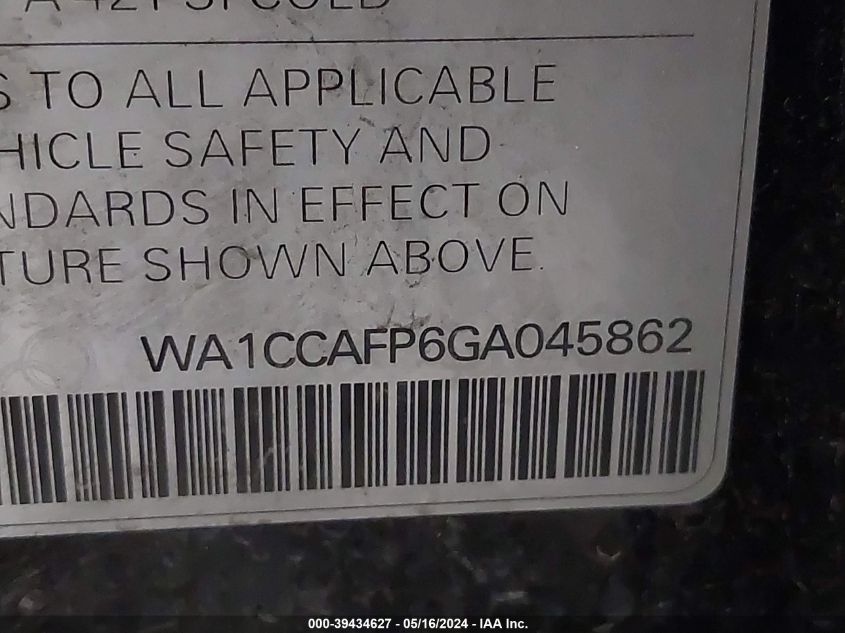 S TO ALL APPLICABLE
HICLE SAFETY AND
NDARDS IN EFFECT ON
TURE SHOWN ABOVE.
WA1CCAFP6GA045862
000-39434627 - 05/16/2024 - IAA Inc.